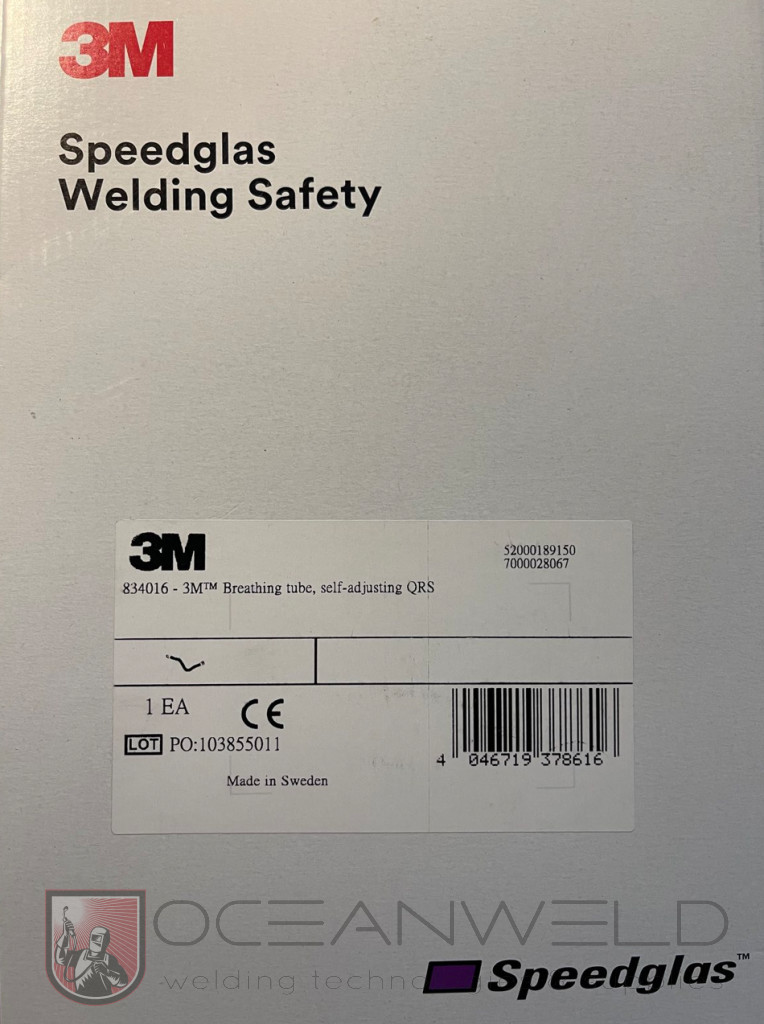 3M
Speedglas
Welding Safety
3M
52000189150
7000028067
834016 - 3M™ Breathing tube, self-adjusting QRS
1 EA CE
LOT PO:103855011
4 046719 378616
Made in Sweden
OCEANWELD
welding
Speedglas™